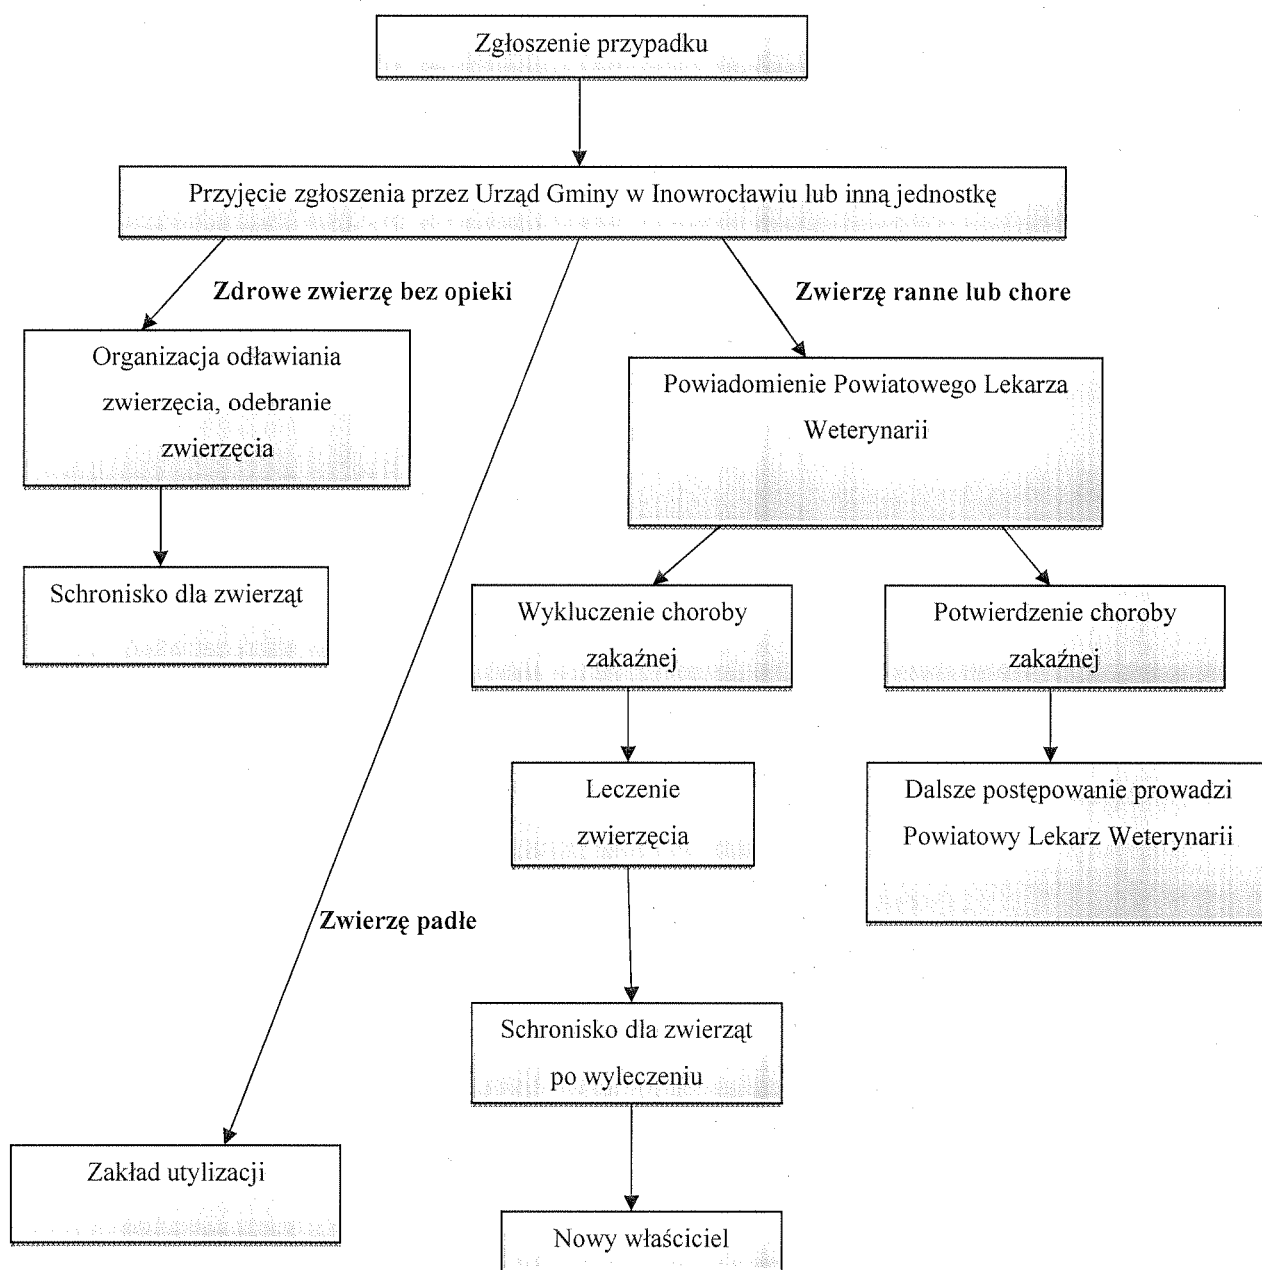 Zgłoszenie przypadku
Przyjęcie zgłoszenia przez Urząd Gminy w Inowrocławiu lub inną jednostkę
Zdrowe zwierzę bez opieki
Zwierzę ranne lub chore
Organizacja odławiania
zwierzęcia, odebranie
zwierzęcia
Powiadomienie Powiatowego Lekarza
Weterynarii
Schronisko dla zwierząt
Wykluczenie choroby
zakaźnej
Potwierdzenie choroby
zakaźnej
Leczenie
zwierzęcia
Dalsze postępowanie prowadzi
Powiatowy Lekarz Weterynarii
Zwierzę padłe
Schronisko dla zwierząt
po wyleczeniu
Zakład utylizacji
Nowy właściciel